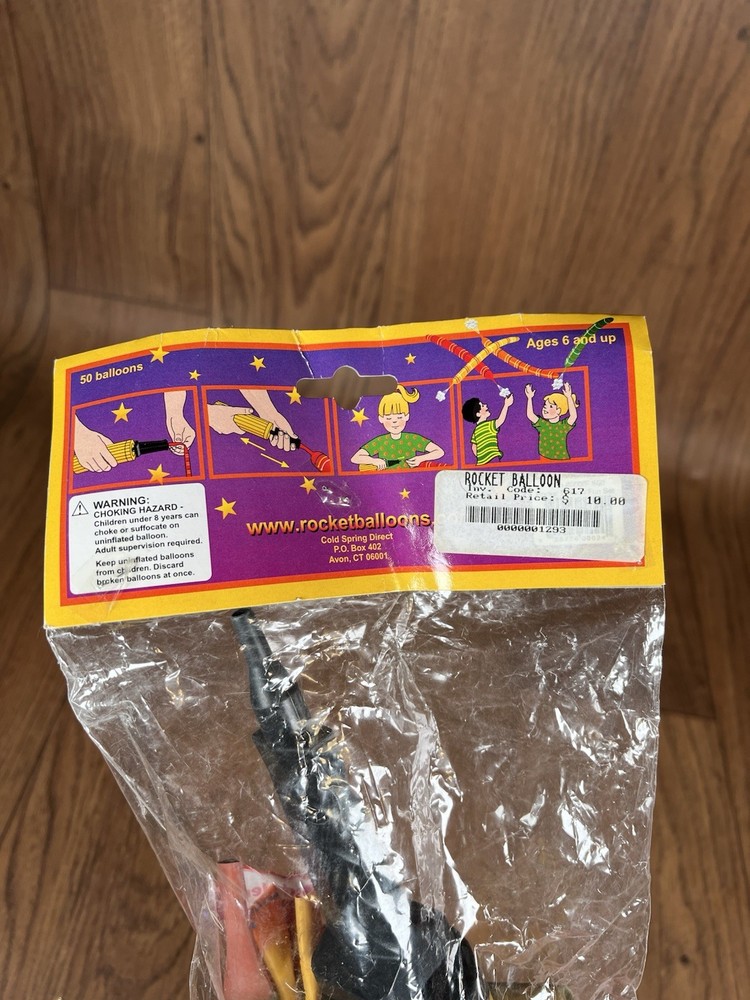 50 balloons
Ages 6 and up
WARNING:
CHOKING HAZARD -
Children under 8 years can
choke or suffocate on
uninflated balloon.
Adult supervision required.
Keep uninflated balloons
from children. Discard
broken balloons at once.
www.rocketballoons.
Cold Spring Direct
P.O. Box 402
Avon, CT 06001
ROCKET BALLOON
Inv. Code: 617
Retail Price: $ 10.00
0000001293